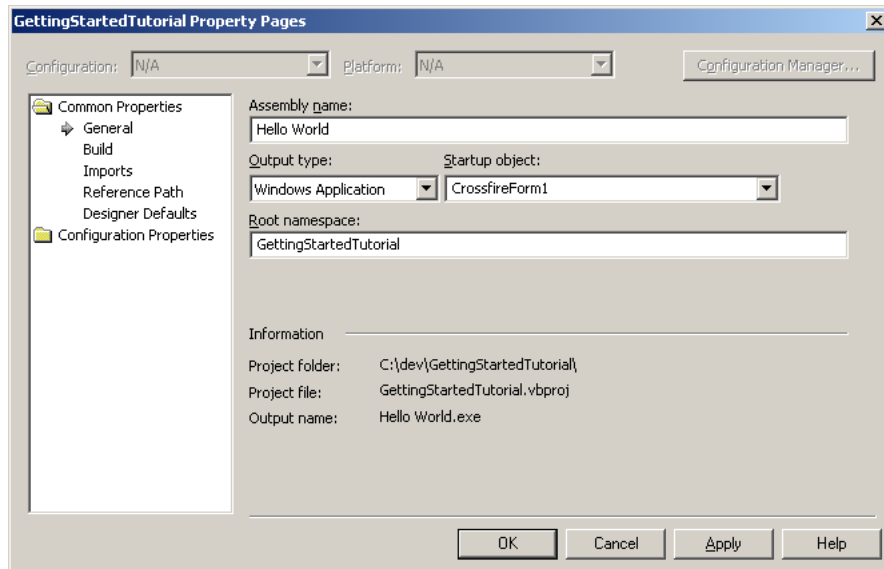 GettingStartedTutorial Property Pages
Configuration: N/A Platform: N/A Configuration Manager...
Common Properties
General
Build
Imports
Reference Path
Designer Defaults
Configuration Properties
Assembly name:
Hello World
Output type: Startup object:
Windows Application CrossfireForm1
Root namespace:
GettingStartedTutorial
Information
Project folder: C:\dev\GettingStartedTutorial\
Project file: GettingStartedTutorial.vbproj
Output name: Hello World.exe
OK Cancel Apply Help